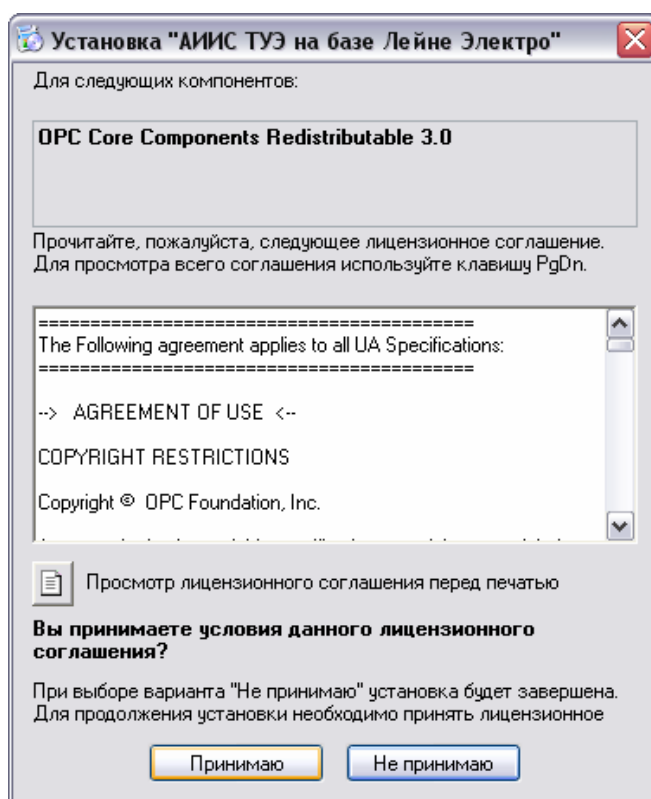 Установка "АИИС ТУЭ на базе Лейне Электро"
Для следующих компонентов:
OPC Core Components Redistributable 3.0
Прочитайте, пожалуйста, следующее лицензионное соглашение.
Для просмотра всего соглашения используйте клавишу PgDn.
===========================================
The Following agreement applies to all UA Specifications:
===========================================
--> AGREEMENT OF USE <--
COPYRIGHT RESTRICTIONS
Copyright © OPC Foundation, Inc.
Просмотр лицензионного соглашения перед печатью
Вы принимаете условия данного лицензионного
соглашения?
При выборе варианта "Не принимаю" установка будет завершена.
Для продолжения установки необходимо принять лицензионное
Принимаю
Не принимаю